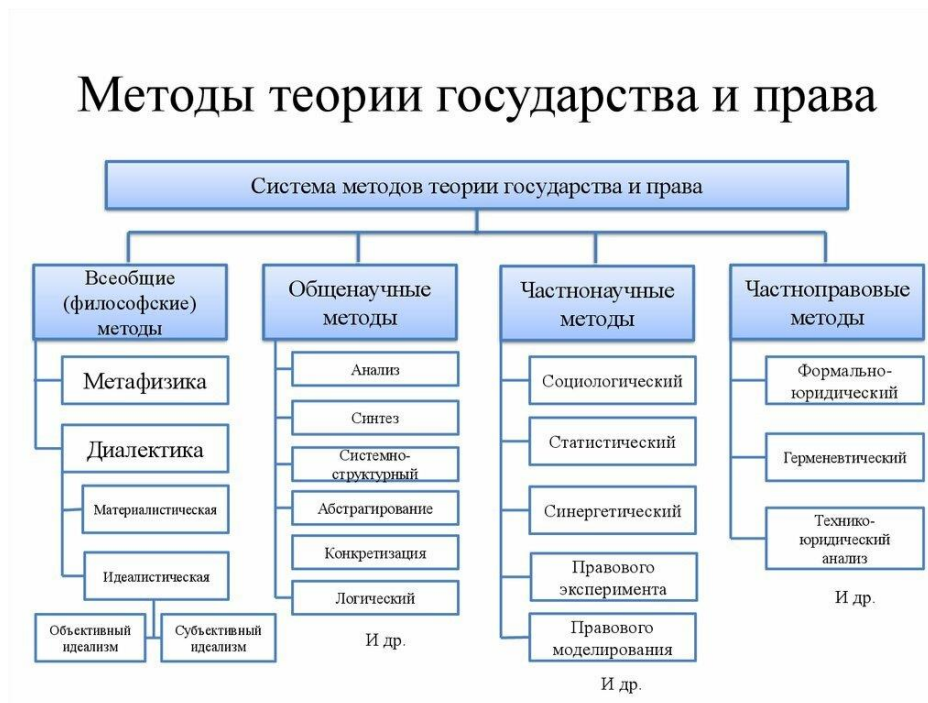 Методы теории государства и права
Система методов теории государства и права
Всеобщие
(философские)
методы
Метафизика
Диалектика
Материалистическая
Идеалистическая
Объективный
идеализм
Субъективный
идеализм
Общенаучные
методы
Анализ
Синтез
Системно-
структурный
Абстрагирование
Конкретизация
Логический
И др.
Частнонаучные
методы
Социологический
Статистический
Синергетический
Правового
эксперимента
Правового
моделирования
И др.
Частноправовые
методы
Формально-
юридический
Герменевтический
Технико-
юридический
анализ
И др.